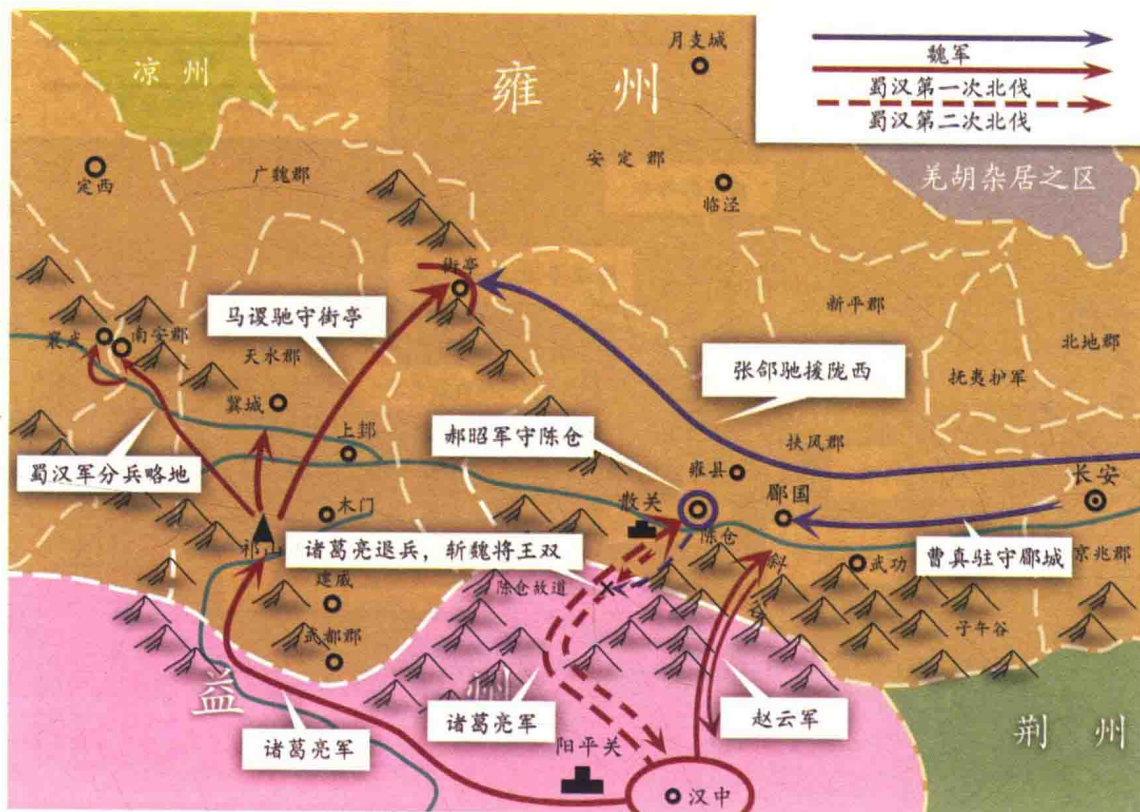 凉州
雍州
月支城
魏军
蜀汉第一次北伐
蜀汉第二次北伐
定西
广魏郡
安定郡
临泾
羌胡杂居之区
街亭
马谡驰守街亭
新平郡
北地郡
襄武
南安郡
天水郡
张郃驰援陇西
抚夷护军
冀城
上邽
郝昭军守陈仓
扶风郡
蜀汉军分兵略地
雍县
郿国
长安
木门
散关
陈仓
祁山
诸葛亮退兵,斩魏将王双
斜
武功
曹真驻守郿城
京兆郡
建威
陈仓故道
谷
子午谷
武都郡
益
州
诸葛亮军
诸葛亮军
赵云军
荆州
阳平关
汉中